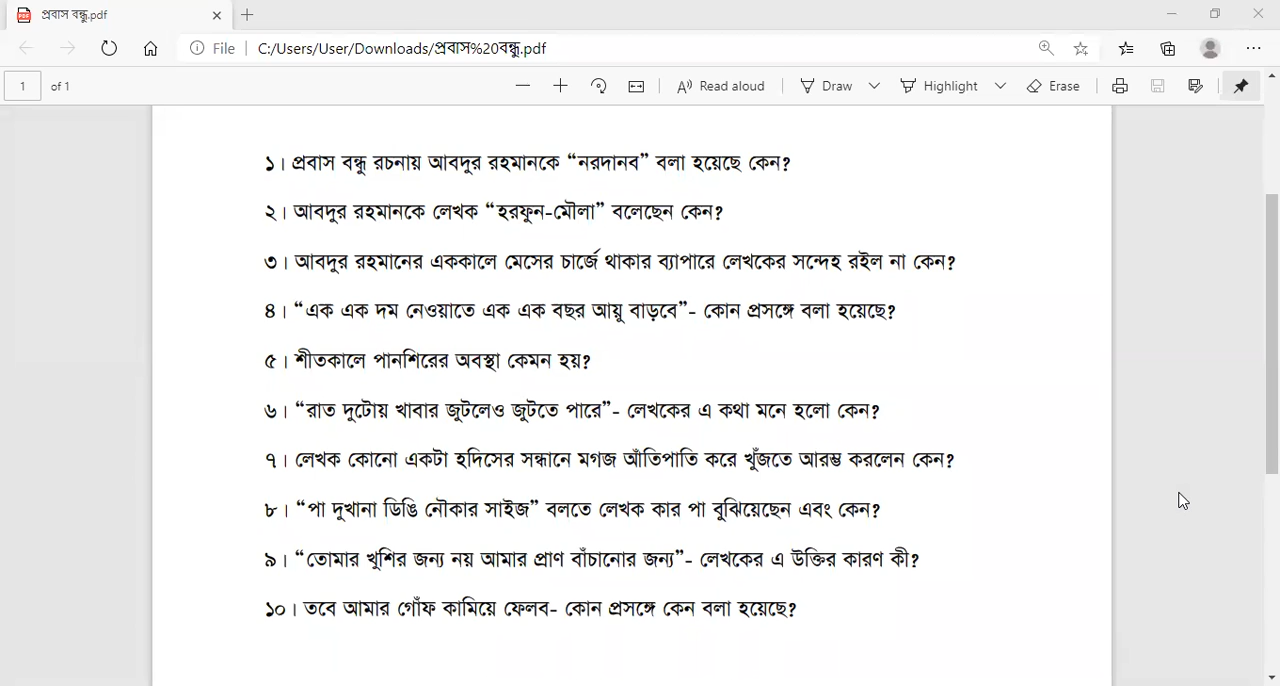 প্রবাস বন্ধু.pdf
File C:/Users/User/Downloads/প্রবাস%20বন্ধু.pdf
1 of 1 Read aloud Draw Highlight Erase
১। প্রবাস বন্ধু রচনায় আবদুর রহমানকে “নরদানব” বলা হয়েছে কেন?
২। আবদুর রহমানকে লেখক “হরফুন-মৌলা” বলেছেন কেন?
৩। আবদুর রহমানের এককালে মেসের চার্জে থাকার ব্যাপারে লেখকের সন্দেহ রইল না কেন?
৪। “এক এক দম নেওয়াতে এক এক বছর আয়ু বাড়বে”- কোন প্রসঙ্গে বলা হয়েছে?
৫। শীতকালে পানশিরের অবস্থা কেমন হয়?
৬। “রাত দুটোয় খাবার জুটলেও জুটতে পারে”- লেখকের এ কথা মনে হলো কেন?
৭। লেখক কোনো একটা হদিসের সন্ধানে মগজ আঁতিপাতি করে খুঁজতে আরম্ভ করলেন কেন?
৮। “পা দুখানা ডিঙি নৌকার সাইজ” বলতে লেখক কার পা বুঝিয়েছেন এবং কেন?
৯। “তোমার খুশির জন্য নয় আমার প্রাণ বাঁচানোর জন্য”- লেখকের এ উক্তির কারণ কী?
১০। তবে আমার গোঁফ কামিয়ে ফেলব- কোন প্রসঙ্গে কেন বলা হয়েছে?